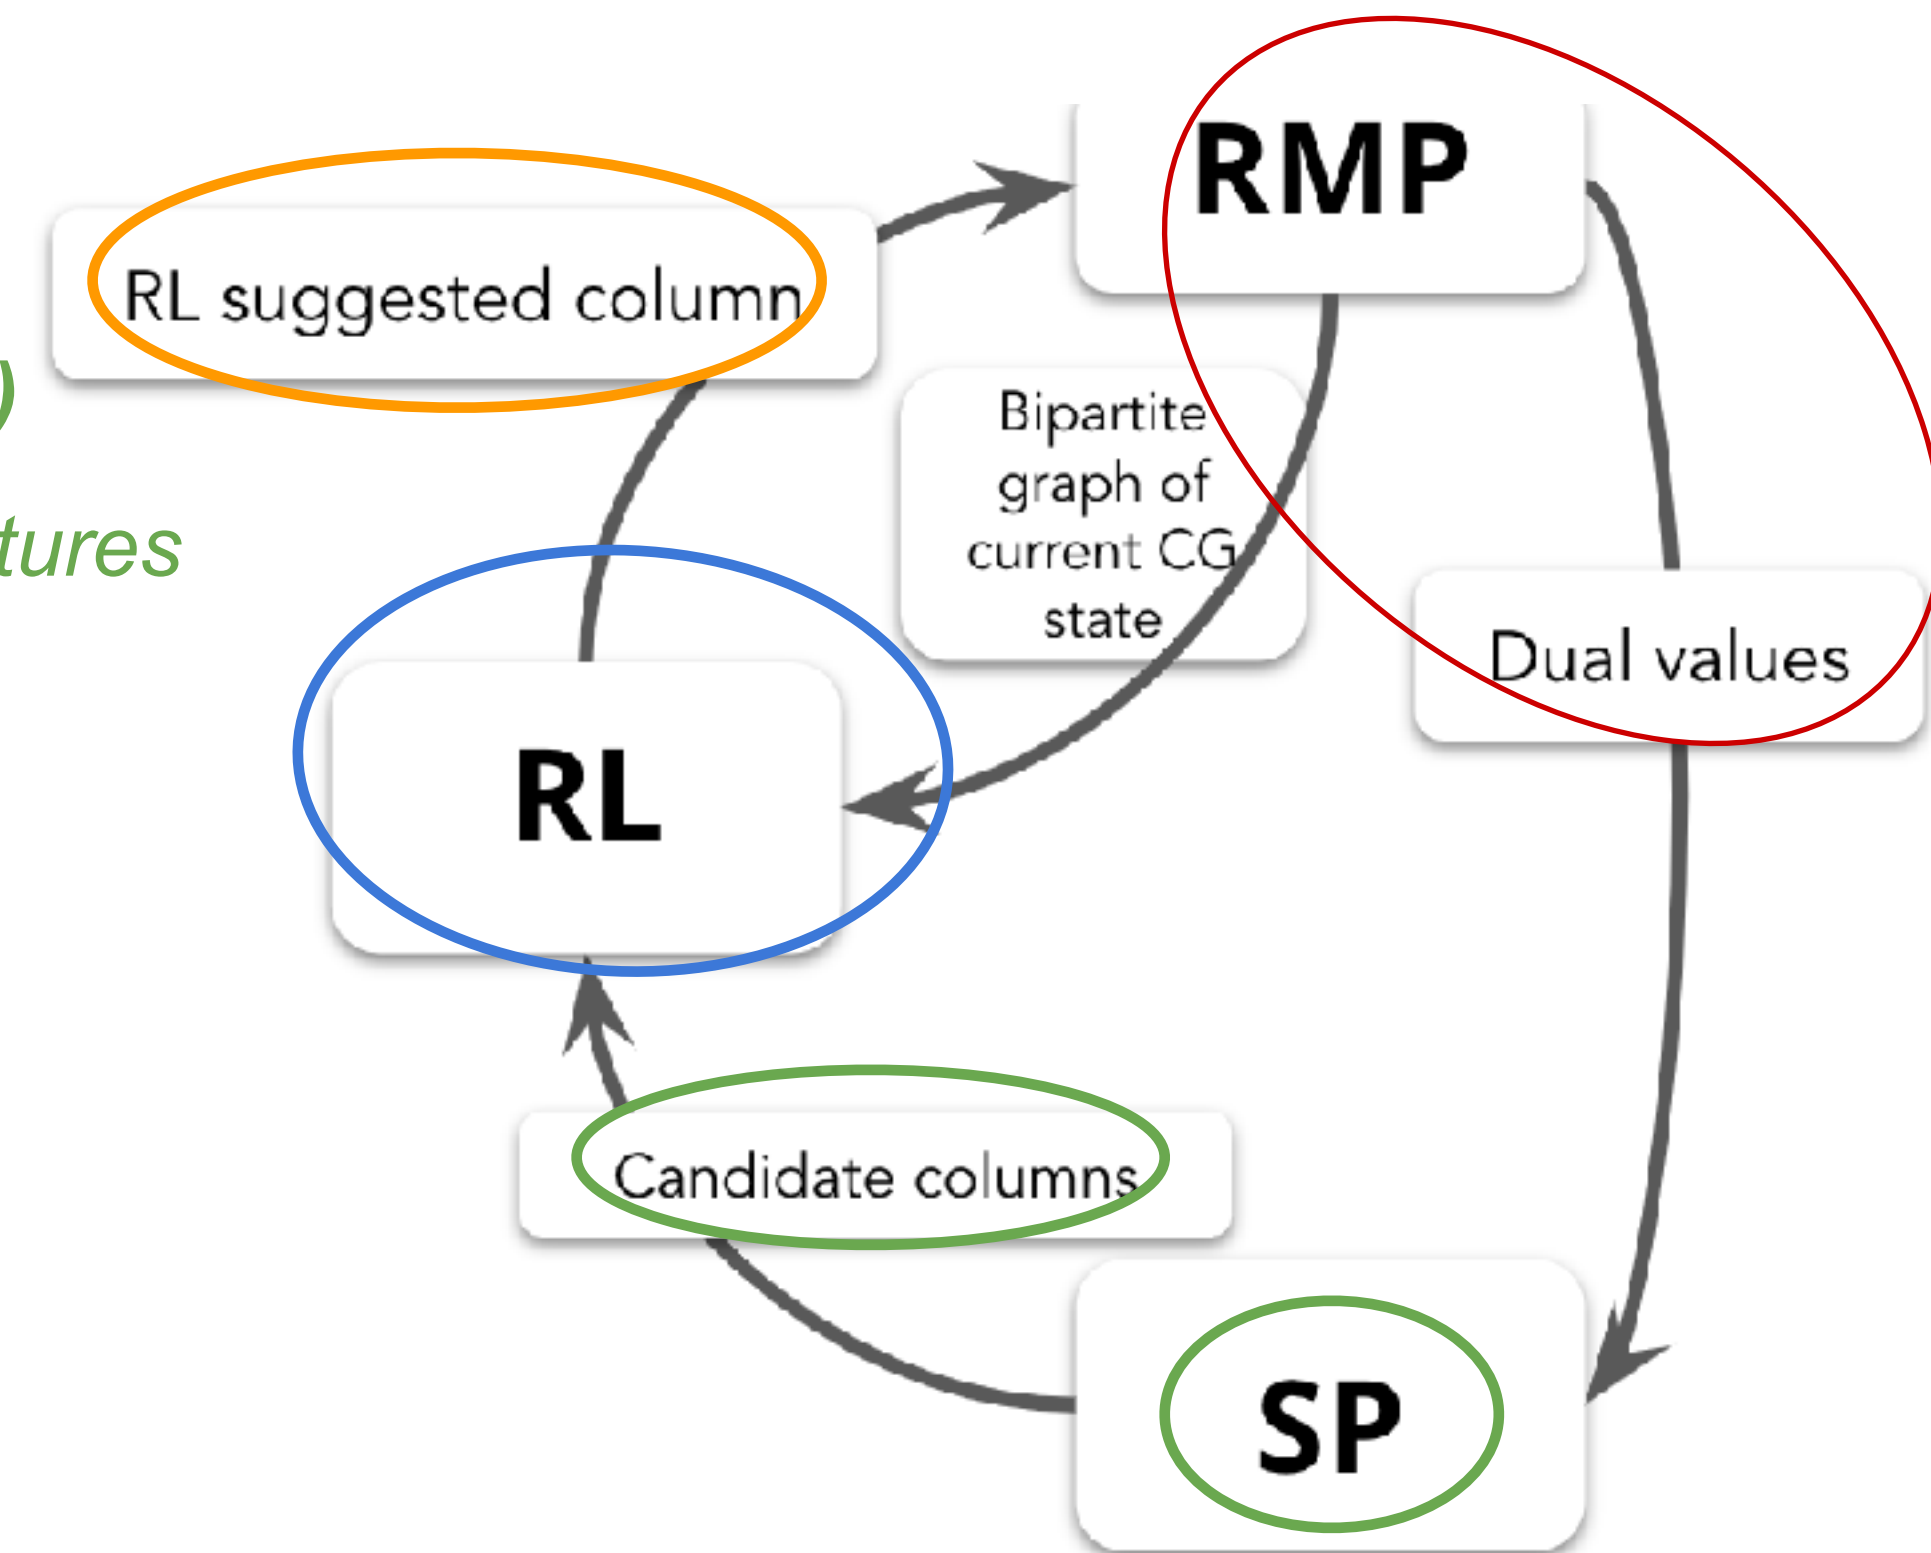 RMP
RL suggested column
)
Bipartite
graph of
current CG
state
tures
Dual values
RL
Candidate columns
SP